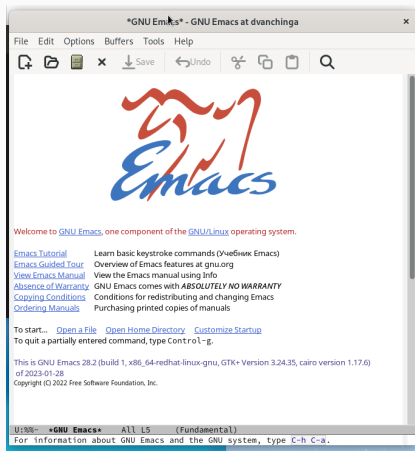 *GNU Emacs* - GNU Emacs at dvanchinga
File Edit Options Buffers Tools Help
Save Undo
Emacs
Welcome to GNU Emacs, one component of the GNU/Linux operating system.
Emacs Tutorial Learn basic keystroke commands (Учебник Emacs)
Emacs Guided Tour Overview of Emacs features at gnu.org
View Emacs Manual View the Emacs manual using Info
Absence of Warranty GNU Emacs comes with ABSOLUTELY NO WARRANTY
Copying Conditions Conditions for redistributing and changing Emacs
Ordering Manuals Purchasing printed copies of manuals
To start... Open a File Open Home Directory Customize Startup
To quit a partially entered command, type Control-g.
This is GNU Emacs 28.2 (build 1, x86_64-redhat-linux-gnu, GTK+ Version 3.24.35, cairo version 1.17.6)
of 2023-01-28
Copyright (C) 2022 Free Software Foundation, Inc.
U:%%- *GNU Emacs* All L5 (Fundamental)
For information about GNU Emacs and the GNU system, type C-h C-a.